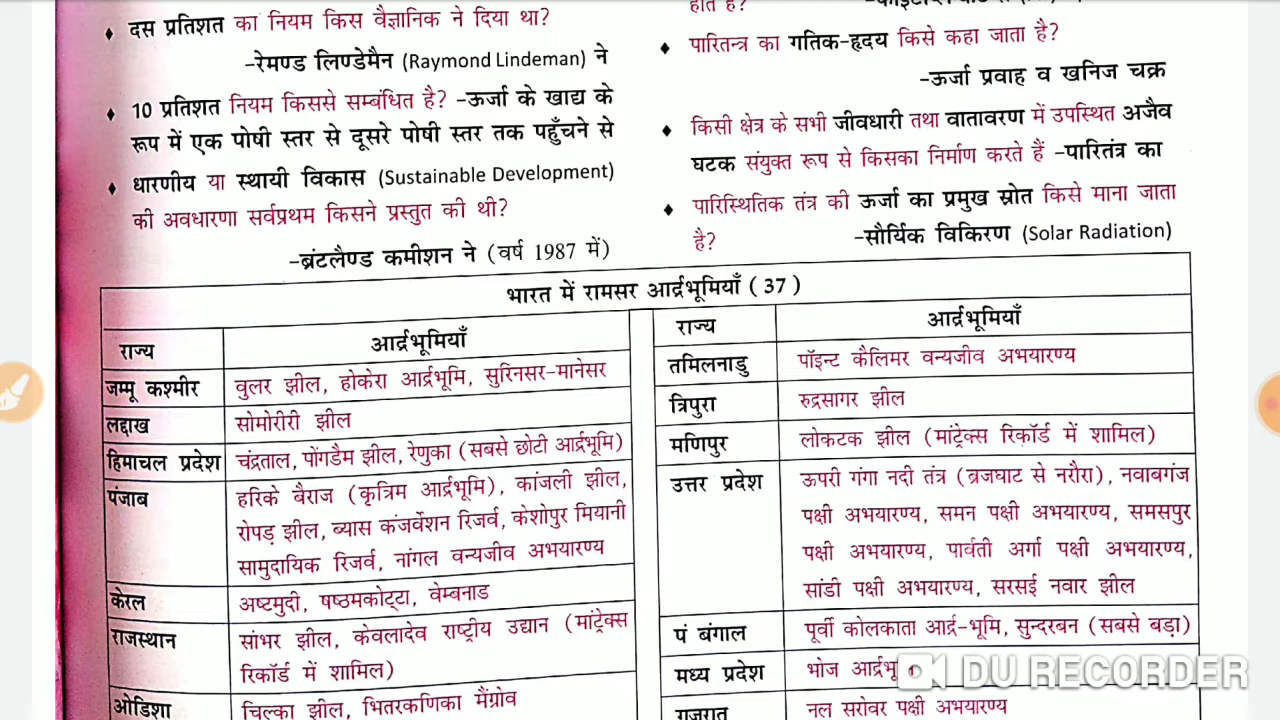 दस प्रतिशत का नियम किस वैज्ञानिक ने दिया था?
-रेमण्ड लिण्डेमैन (Raymond Lindeman) ने
10 प्रतिशत नियम किससे सम्बंधित है? -ऊर्जा के खाद्य के
रूप में एक पोषी स्तर से दूसरे पोषी स्तर तक पहुँचने से
धारणीय या स्थायी विकास (Sustainable Development)
की अवधारणा सर्वप्रथम किसने प्रस्तुत की थी?
-ब्रंटलैण्ड कमीशन ने (वर्ष 1987 में)
होते हैं?
पारितन्त्र का गतिक-हृदय किसे कहा जाता है?
-ऊर्जा प्रवाह व खनिज चक्र
किसी क्षेत्र के सभी जीवधारी तथा वातावरण में उपस्थित अजैव
घटक संयुक्त रूप से किसका निर्माण करते हैं -पारितंत्र का
पारिस्थितिक तंत्र की ऊर्जा का प्रमुख स्रोत किसे माना जाता
है? -सौर्यिक विकिरण (Solar Radiation)
भारत में रामसर आर्द्रभूमियाँ (37)
राज्य आर्द्रभूमियाँ
जम्मू कश्मीर वुलर झील, होकेरा आर्द्रभूमि, सुरिनसर-मानेसर
लद्दाख सोमोरीरी झील
हिमाचल प्रदेश चंद्रताल, पोंगडैम झील, रेणुका (सबसे छोटी आर्द्रभूमि)
पंजाब हरिके बैराज (कृत्रिम आर्द्रभूमि), कांजली झील,
रोपड़ झील, ब्यास कंजर्वेशन रिजर्व, केशोपुर मियानी
सामुदायिक रिजर्व, नांगल वन्यजीव अभयारण्य
केरल अष्टमुदी, षष्ठमकोट्टा, वेम्बनाड
राजस्थान सांभर झील, केवलादेव राष्ट्रीय उद्यान (मांट्रेक्स
रिकॉर्ड में शामिल)
ओडिशा चिल्का झील, भितरकणिका मैंग्रोव
राज्य आर्द्रभूमियाँ
तमिलनाडु पॉइन्ट कैलिमर वन्यजीव अभयारण्य
त्रिपुरा रुद्रसागर झील
मणिपुर लोकटक झील (मांट्रेक्स रिकॉर्ड में शामिल)
उत्तर प्रदेश ऊपरी गंगा नदी तंत्र (ब्रजघाट से नरौरा), नवाबगंज
पक्षी अभयारण्य, समन पक्षी अभयारण्य, समसपुर
पक्षी अभयारण्य, पार्वती अर्गा पक्षी अभयारण्य,
सांडी पक्षी अभयारण्य, सरसई नवार झील
पं बंगाल पूर्वी कोलकाता आर्द्र-भूमि, सुन्दरबन (सबसे बड़ा)
मध्य प्रदेश भोज
गुजरात नल सरोवर पक्षी अभयारण्य
DU RECORDER